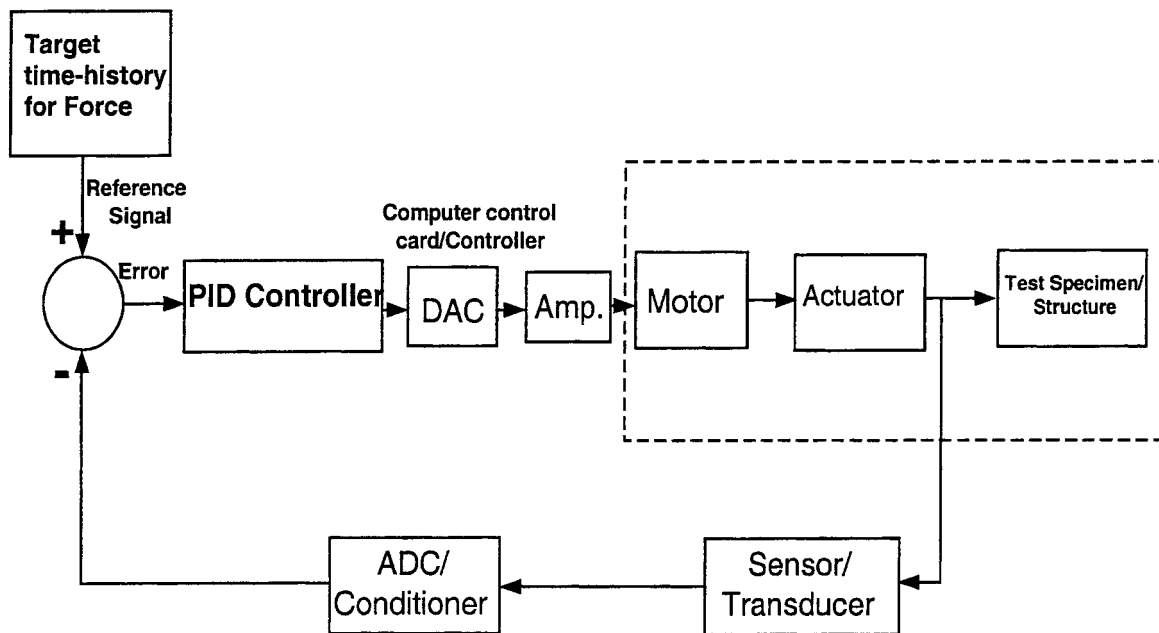 Target
time-history
for Force
Reference
Signal
+
Error
-
PID Controller
Computer control
card/Controller
DAC
Amp.
Motor
Actuator
Test Specimen/
Structure
Sensor/
Transducer
ADC/
Conditioner